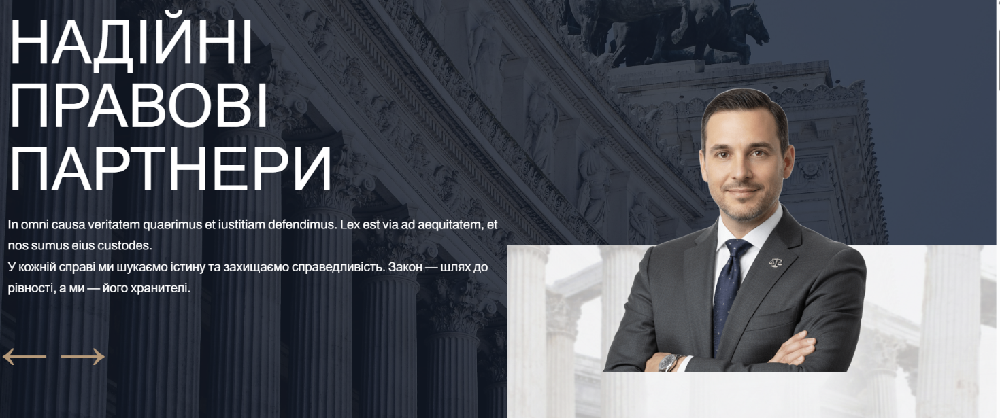 НАДІЙНІ
ПРАВОВІ
ПАРТНЕРИ
In omni causa veritatem quaerimus et iustitiam defendimus. Lex est via ad aequitatem, et
nos sumus eius custodes.
У кожній справі ми шукаємо істину та захищаємо справедливість. Закон — шлях до
рівності, а ми — його хранителі.